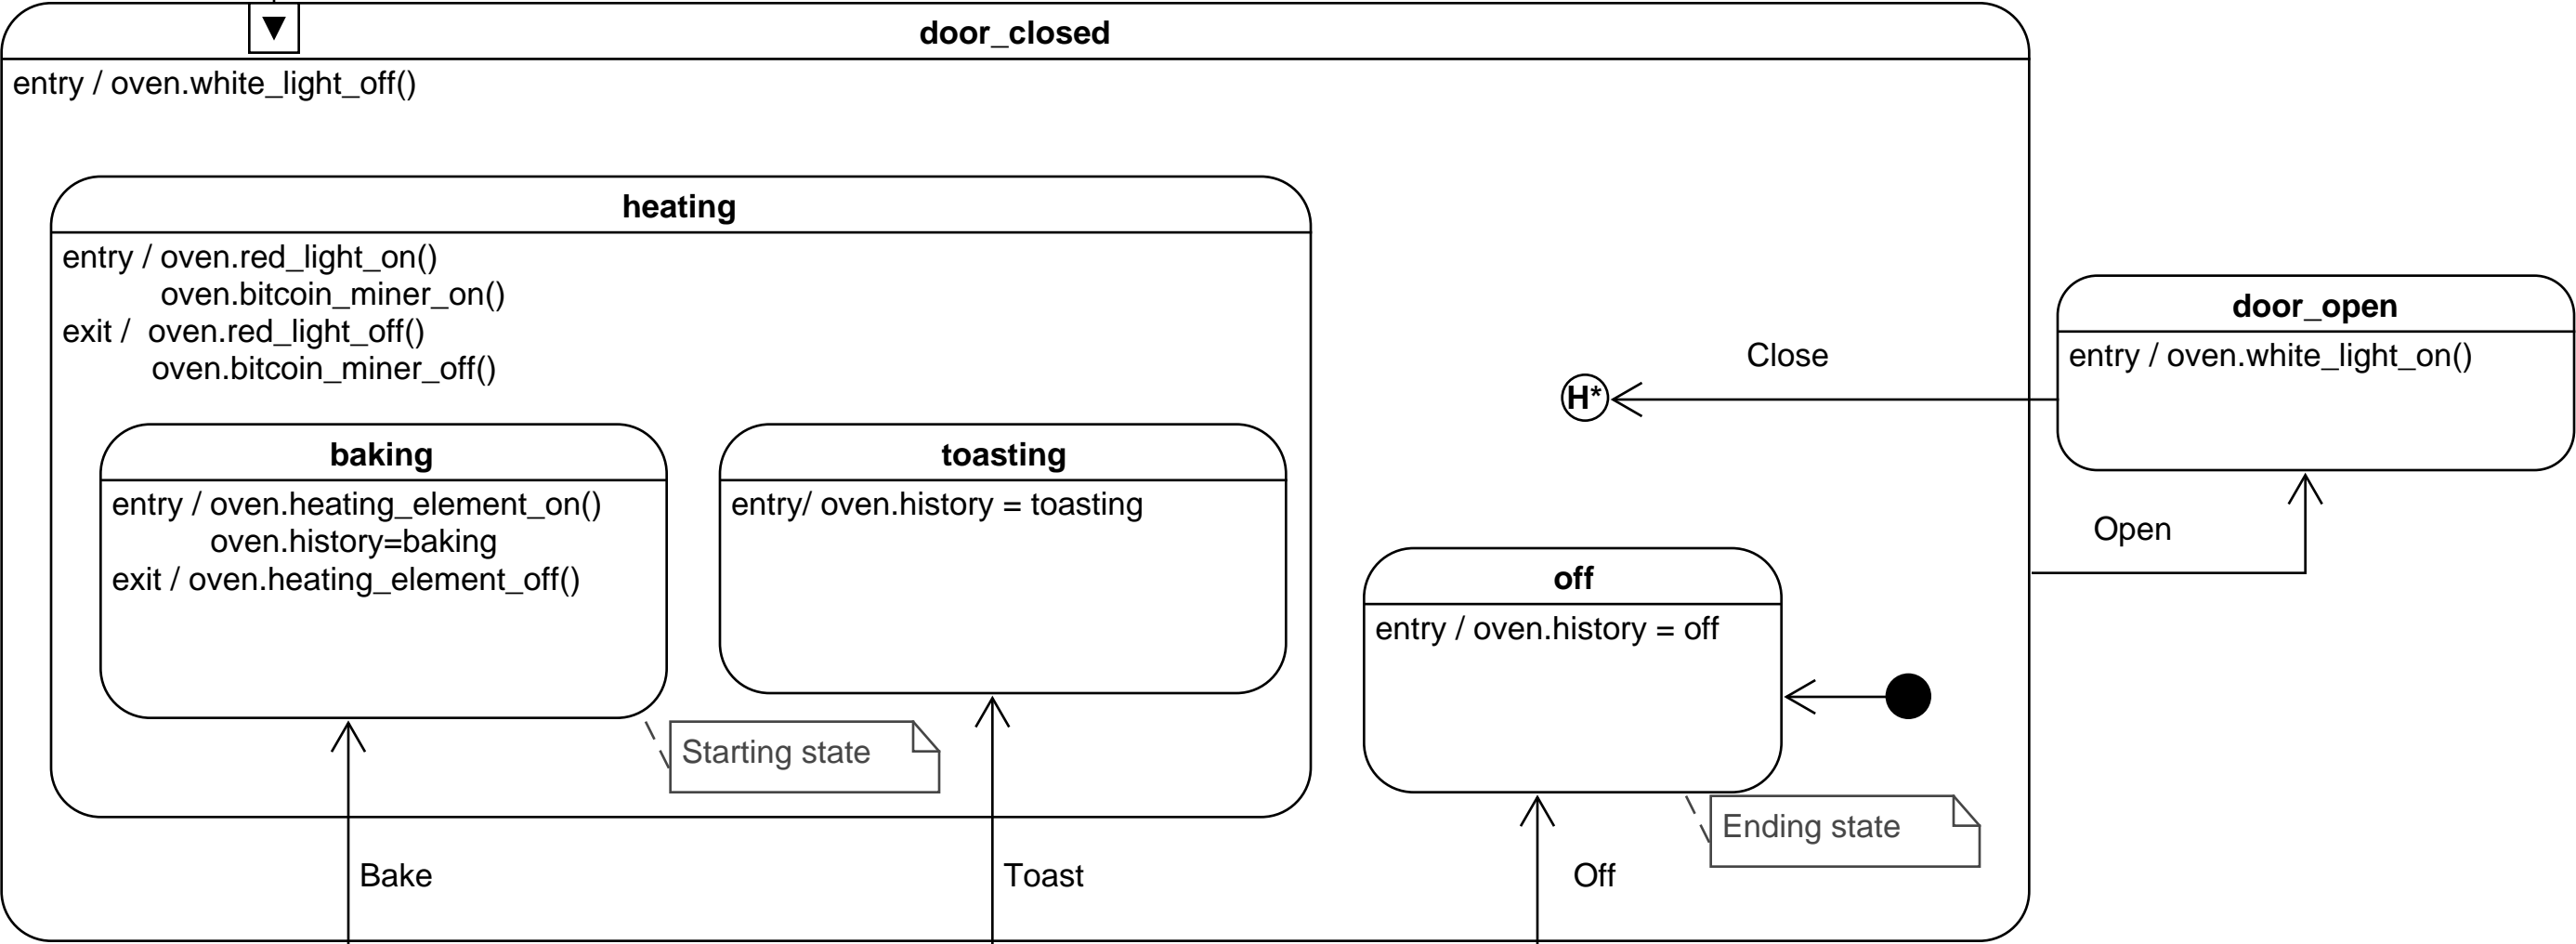 door_closed
entry / oven.white_light_off()
heating
entry / oven.red_light_on()
oven.bitcoin_miner_on()
exit /  oven.red_light_off()
oven.bitcoin_miner_off()
door_open
entry / oven.white_light_on()
Close
H*
baking
entry / oven.heating_element_on()
oven.history=baking
exit / oven.heating_element_off()
toasting
entry/ oven.history = toasting
Open
off
entry / oven.history = off
Starting state
Ending state
Bake
Toast
Off